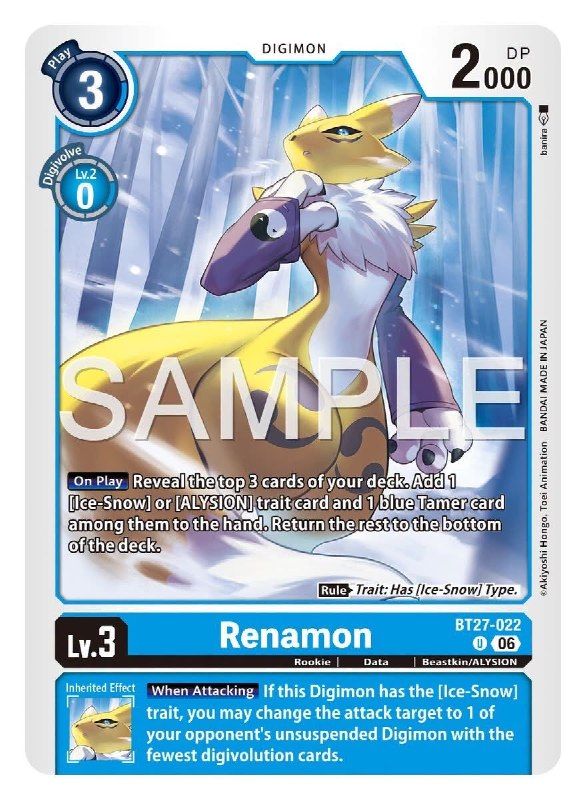 DIGIMON
Play
3
DP
2000
Digivolve
Lv.2
0
banira
SAMPLE
On Play Reveal the top 3 cards of your deck. Add 1
[Ice-Snow] or [ALYSION] trait card and 1 blue Tamer card
among them to the hand. Return the rest to the bottom
of the deck.
Rule Trait: Has [Ice-Snow] Type.
©Akiyoshi Hongo, Toei Animation BANDAI MADE IN JAPAN
Lv.3
Renamon
BT27-022
U 06
Rookie | Data | Beastkin/ALYSION
Inherited Effect
When Attacking If this Digimon has the [Ice-Snow]
trait, you may change the attack target to 1 of
your opponent's unsuspended Digimon with the
fewest digivolution cards.